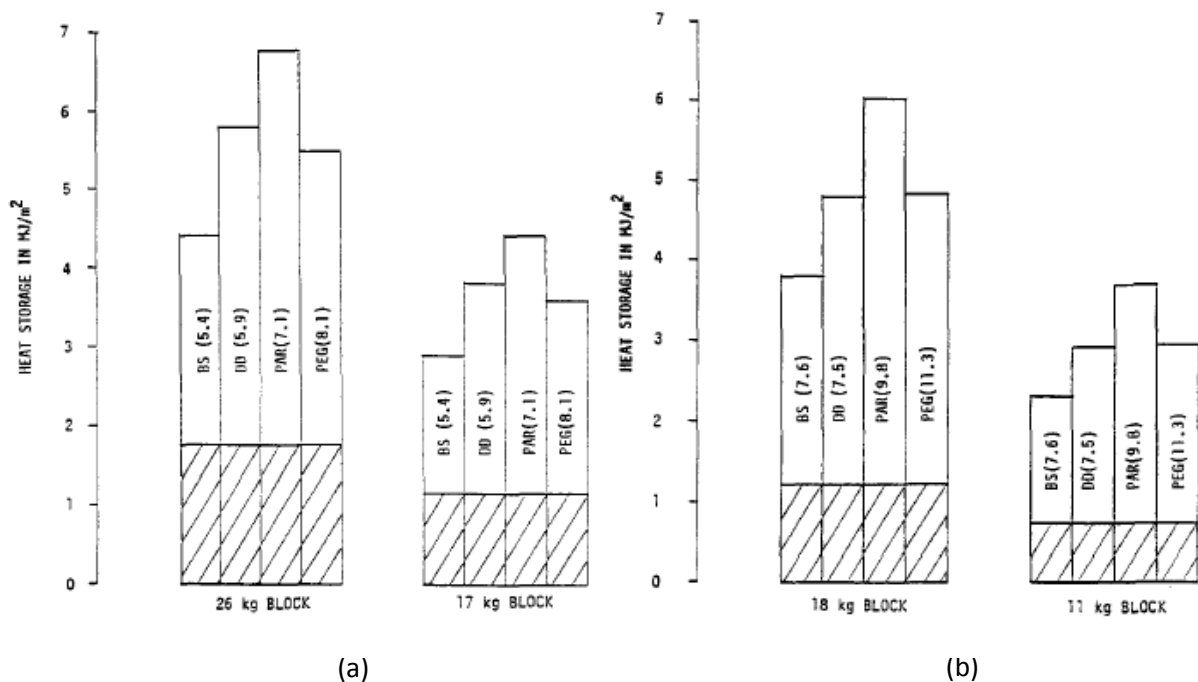 7
6
5
4
3
2
1
0
HEAT STORAGE IN MJ/m²
BS (5.4)
DD (5.9)
PAR(7.1)
PEG(8.1)
26 kg BLOCK
BS (5.4)
DD (5.9)
PAR(7.1)
PEG(8.1)
17 kg BLOCK
(a)
7
6
5
4
3
2
1
0
HEAT STORAGE IN MJ/m²
BS (7.6)
DD (7.5)
PAR(9.8)
PEG(11.3)
18 kg BLOCK
BS(7.6)
DD(7.5)
PAR(9.8)
PEG(11.3)
11 kg BLOCK
(b)